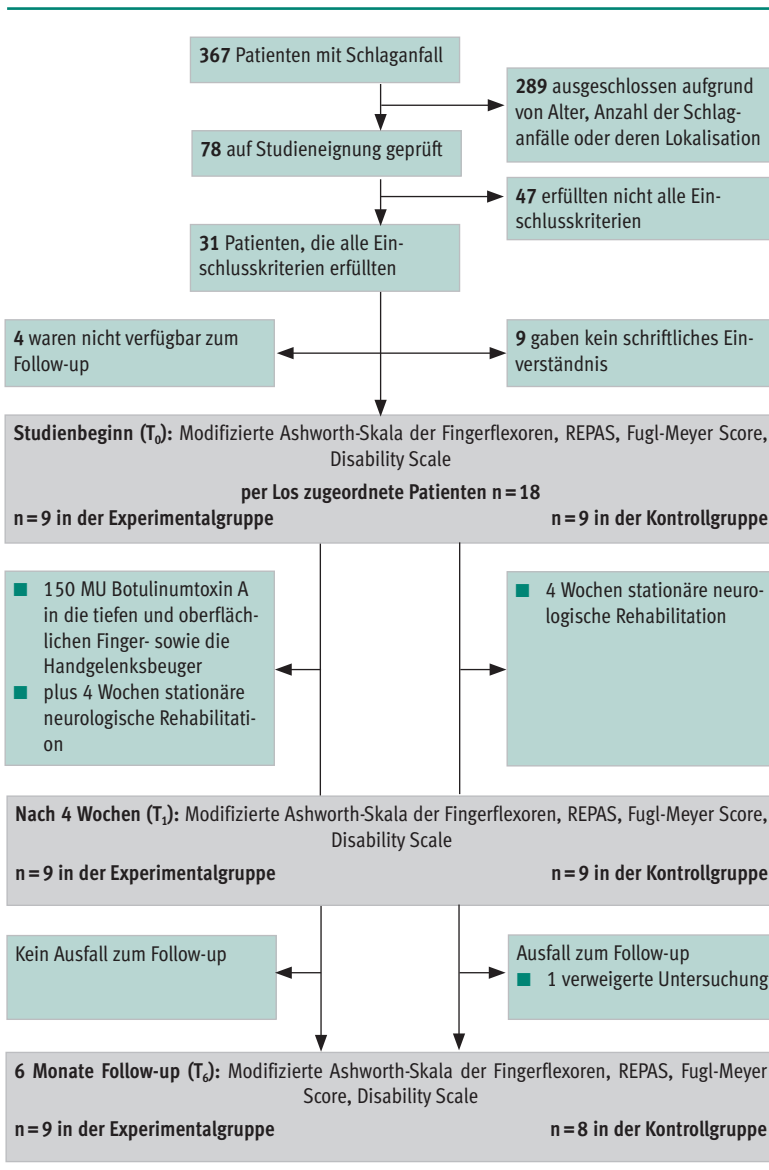 367 Patienten mit Schlaganfall
289 ausgeschlossen aufgrund
von Alter, Anzahl der Schlag-
anfälle oder deren Lokalisation
78 auf Studieneignung geprüft
47 erfüllten nicht alle Ein-
schlusskriterien
31 Patienten, die alle Ein-
schlusskriterien erfüllten
4 waren nicht verfügbar zum
Follow-up
9 gaben kein schriftliches Ein-
verständnis
Studienbeginn (T0): Modifizierte Ashworth-Skala der Fingerflexoren, REPAS, Fugl-Meyer Score,
Disability Scale
per Los zugeordnete Patienten n = 18
n = 9 in der Experimentalgruppe n = 9 in der Kontrollgruppe
■ 150 MU Botulinumtoxin A
in die tiefen und oberfläch-
lichen Finger- sowie die
Handgelenksbeuger
■ plus 4 Wochen stationäre
neurologische Rehabilitati-
on
■ 4 Wochen stationäre neuro-
logische Rehabilitation
Nach 4 Wochen (T1): Modifizierte Ashworth-Skala der Fingerflexoren, REPAS, Fugl-Meyer Score,
Disability Scale
n = 9 in der Experimentalgruppe n = 9 in der Kontrollgruppe
Kein Ausfall zum Follow-up
Ausfall zum Follow-up
■ 1 verweigerte Untersuchung
6 Monate Follow-up (T6): Modifizierte Ashworth-Skala der Fingerflexoren, REPAS, Fugl-Meyer
Score, Disability Scale
n = 9 in der Experimentalgruppe n = 8 in der Kontrollgruppe